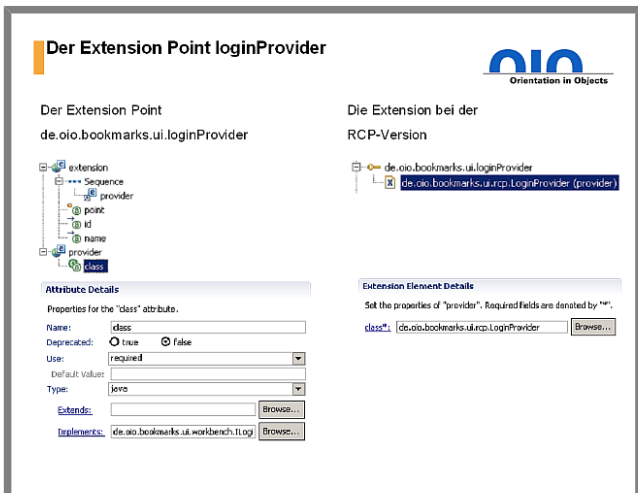 Der Extension Point loginProvider
Orientation in Objects
Der Extension Point
de.oio.bookmarks.ui.loginProvider
extension
Sequence
provider
point
id
name
provider
class
Attribute Details
Properties for the "class" attribute.
Name: class
Deprecated: true false
Use: required
Default Value:
Type: java
Extends: Browse...
Implements: de.oio.bookmarks.ui.workbench.ILogi Browse...
Die Extension bei der
RCP-Version
de.oio.bookmarks.ui.loginProvider
de.oio.bookmarks.ui.rcp.LoginProvider (provider)
Extension Element Details
Set the properties of "provider". Required fields are denoted by "*".
class*: de.oio.bookmarks.ui.rcp.LoginProvider Browse...